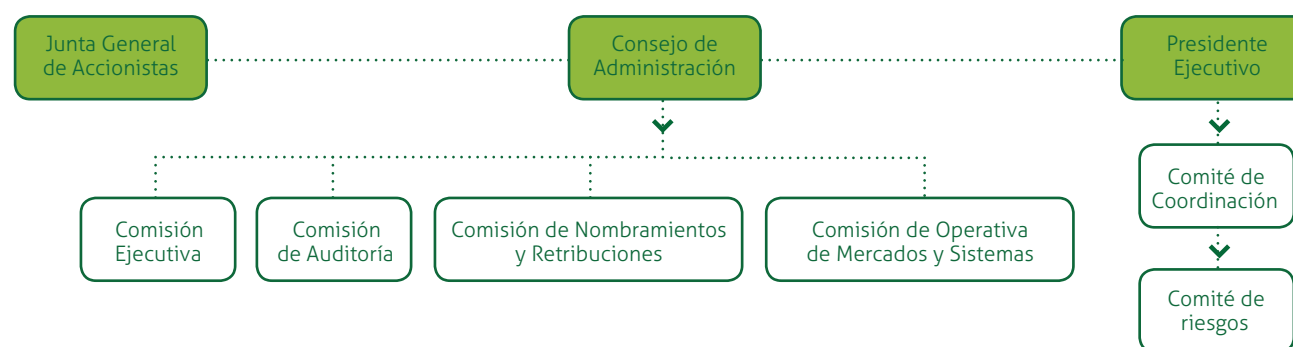 Junta General
de Accionistas
Consejo de
Administración
Presidente
Ejecutivo
Comisión
Ejecutiva
Comisión
de Auditoría
Comisión de Nombramientos
y Retribuciones
Comisión de Operativa
de Mercados y Sistemas
Comité de
Coordinación
Comité de
riesgos